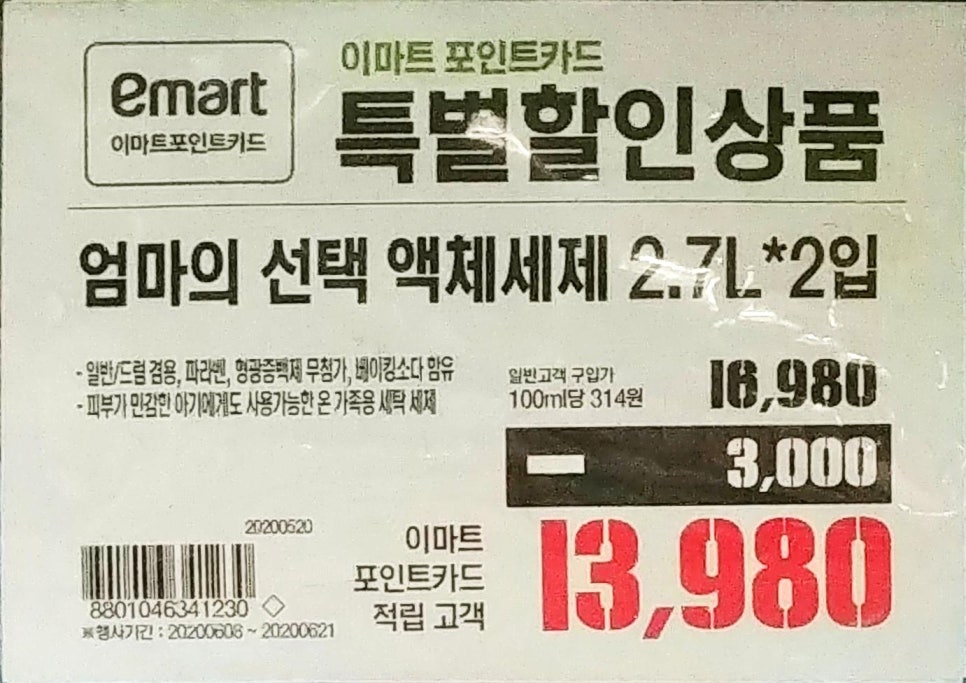 emart
이마트포인트카드
이마트 포인트카드
특별할인상품
엄마의 선택 액체세제 2.7L*2입
- 일반/드럼 겸용, 파라벤, 형광증백제 무첨가, 베이킹소다 함유
- 피부가 민감한 아기에게도 사용가능한 온 가족용 세탁 세제
일반고객 구입가
100ml당 314원
16,980
- 3,000
20200520
8801046341230 ◇
※행사기간 : 20200608 ~ 20200621
이마트
포인트카드
적립 고객
13,980